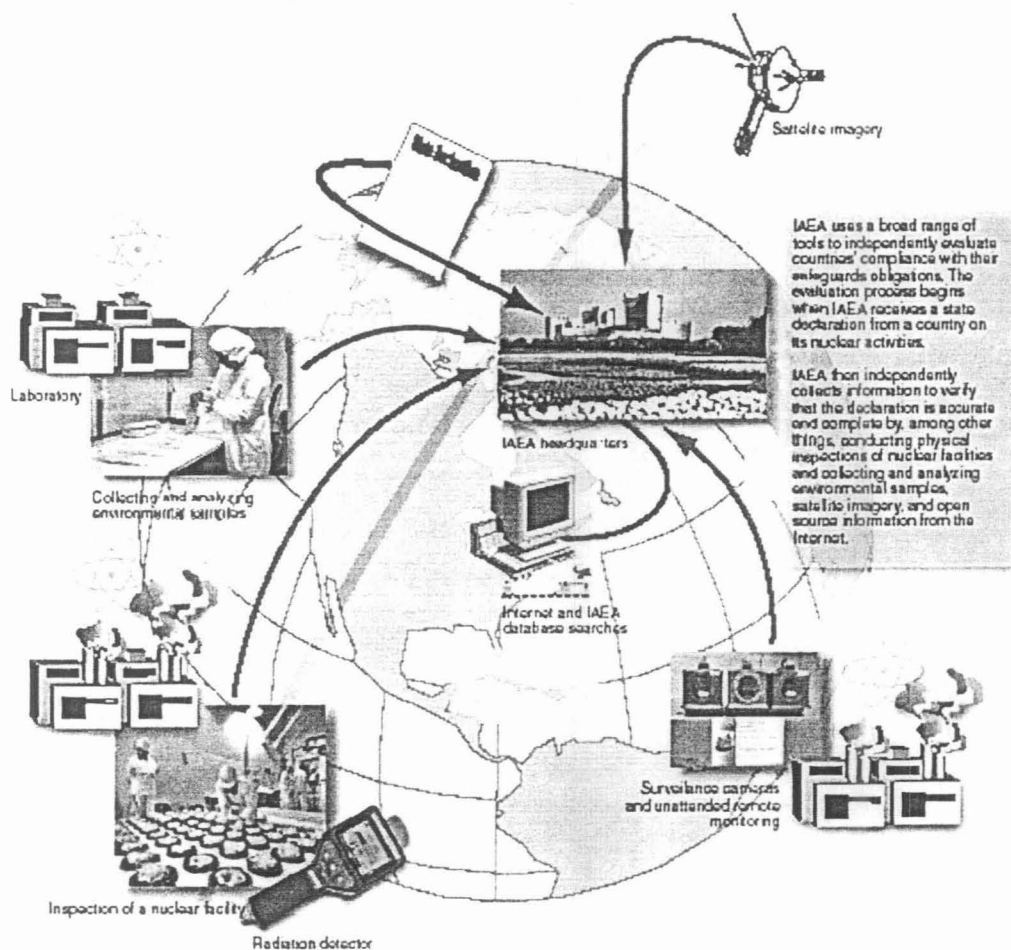 Sattelite imagery
State declaration
IAEA uses a broad range of
tools to independently evaluate
countries' compliance with their
safeguards obligations. The
evaluation process begins
when IAEA receives a state
declaration from a country on
its nuclear activities.
IAEA then independently
collects information to verify
that the declaration is accurate
and complete by, among other
things, conducting physical
inspections of nuclear facilities
and collecting and analyzing
environmental samples,
satellite imagery, and open
source information from the
Internet.
Laboratory
IAEA headquarters
Collecting and analyzing
environmental samples
Internet and IAEA
database searches
Surveillance cameras
and unattended remote
monitoring
Inspection of a nuclear facility
Radiation detector